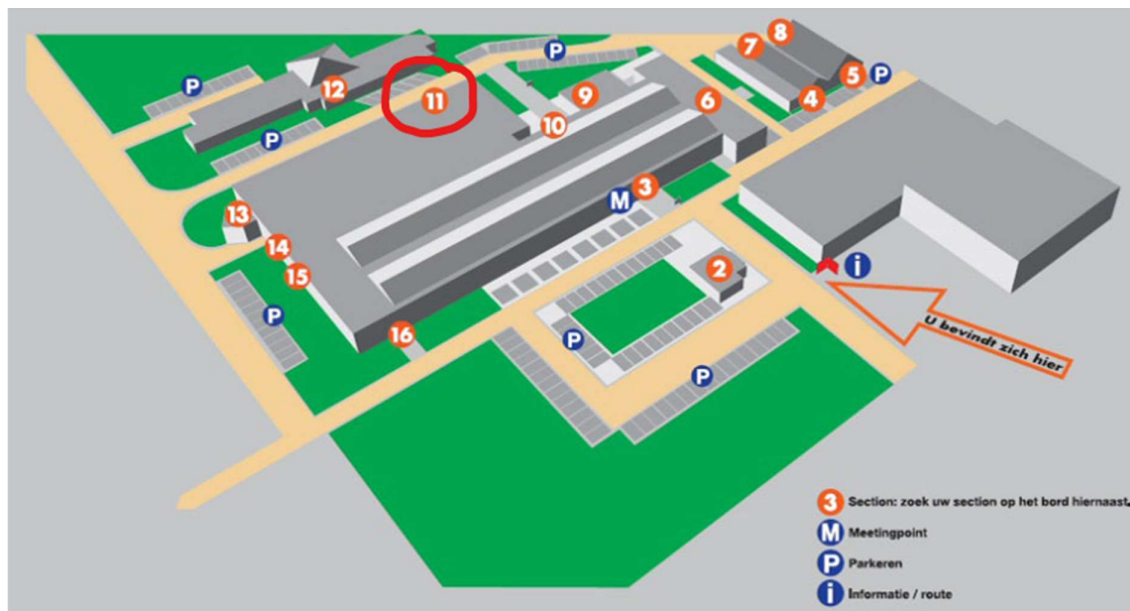 8
7
P
5
P
P
12
11
9
6
4
10
P
3
M
13
14
2
i
15
P
U bevindt zich hier
16
P
P
3 Section: zoek uw section op het bord hiernaast.
M Meetingpoint
P Parkeren
i Informatie / route